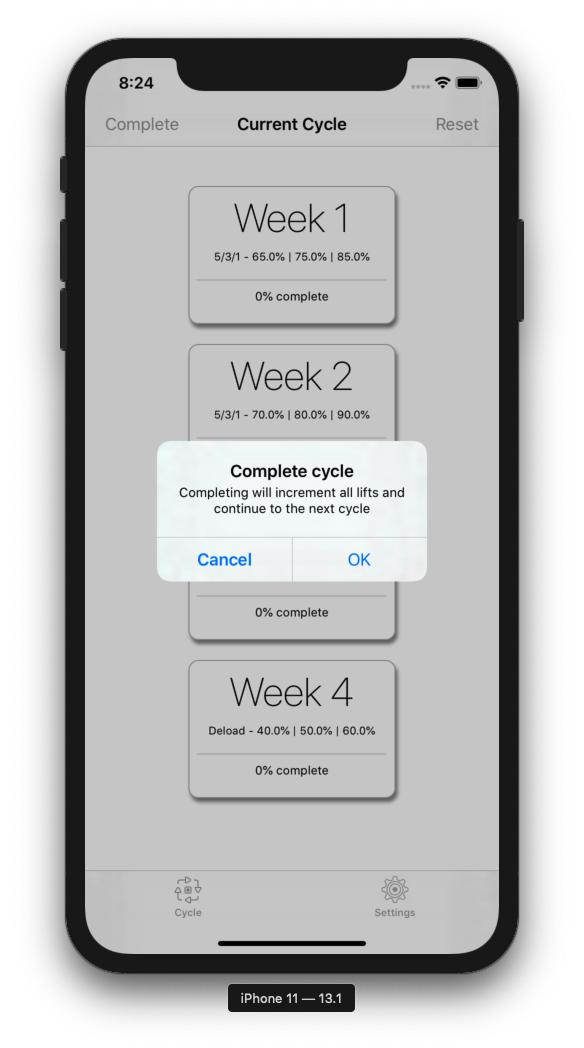 8:24
Complete Current Cycle Reset
Week 1
5/3/1 - 65.0% | 75.0% | 85.0%
0% complete
Week 2
5/3/1 - 70.0% | 80.0% | 90.0%
Complete cycle
Completing will increment all lifts and
continue to the next cycle
Cancel OK
0% complete
Week 4
Deload - 40.0% | 50.0% | 60.0%
0% complete
Cycle Settings
iPhone 11 — 13.1